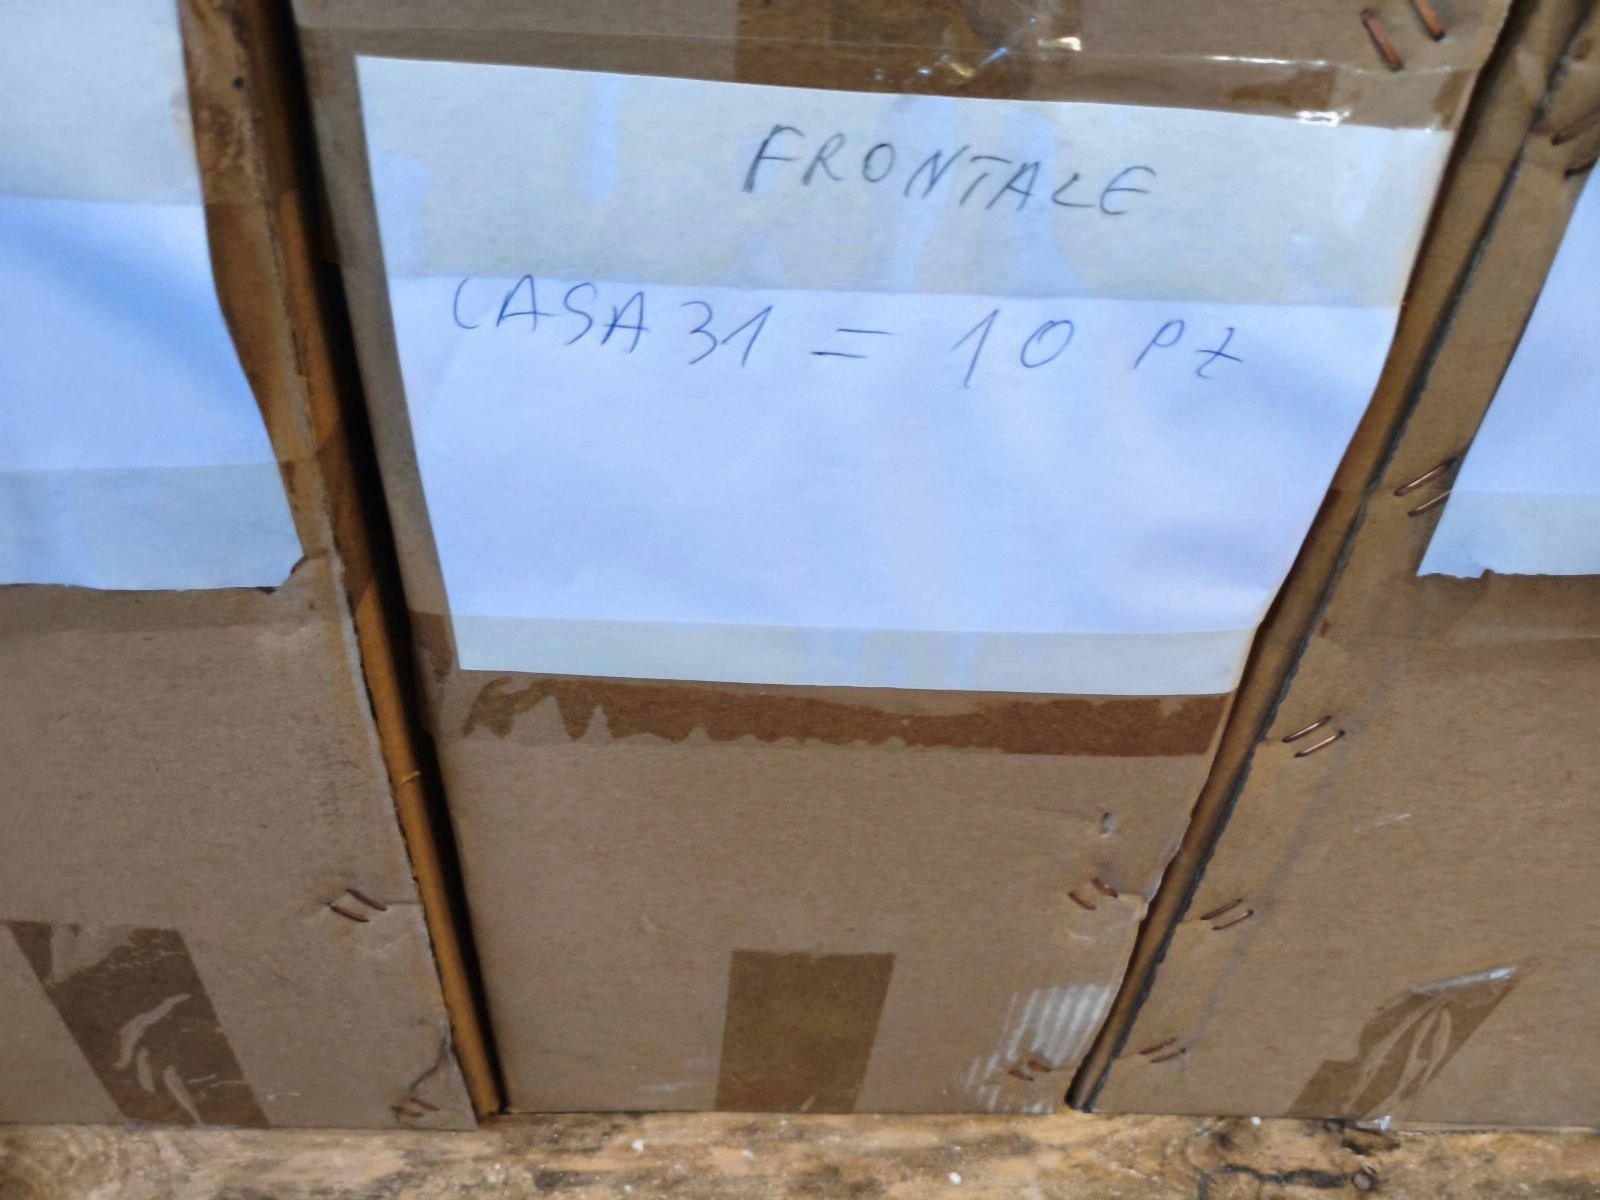 FRONTALE
CASA 31 = 10 PZ